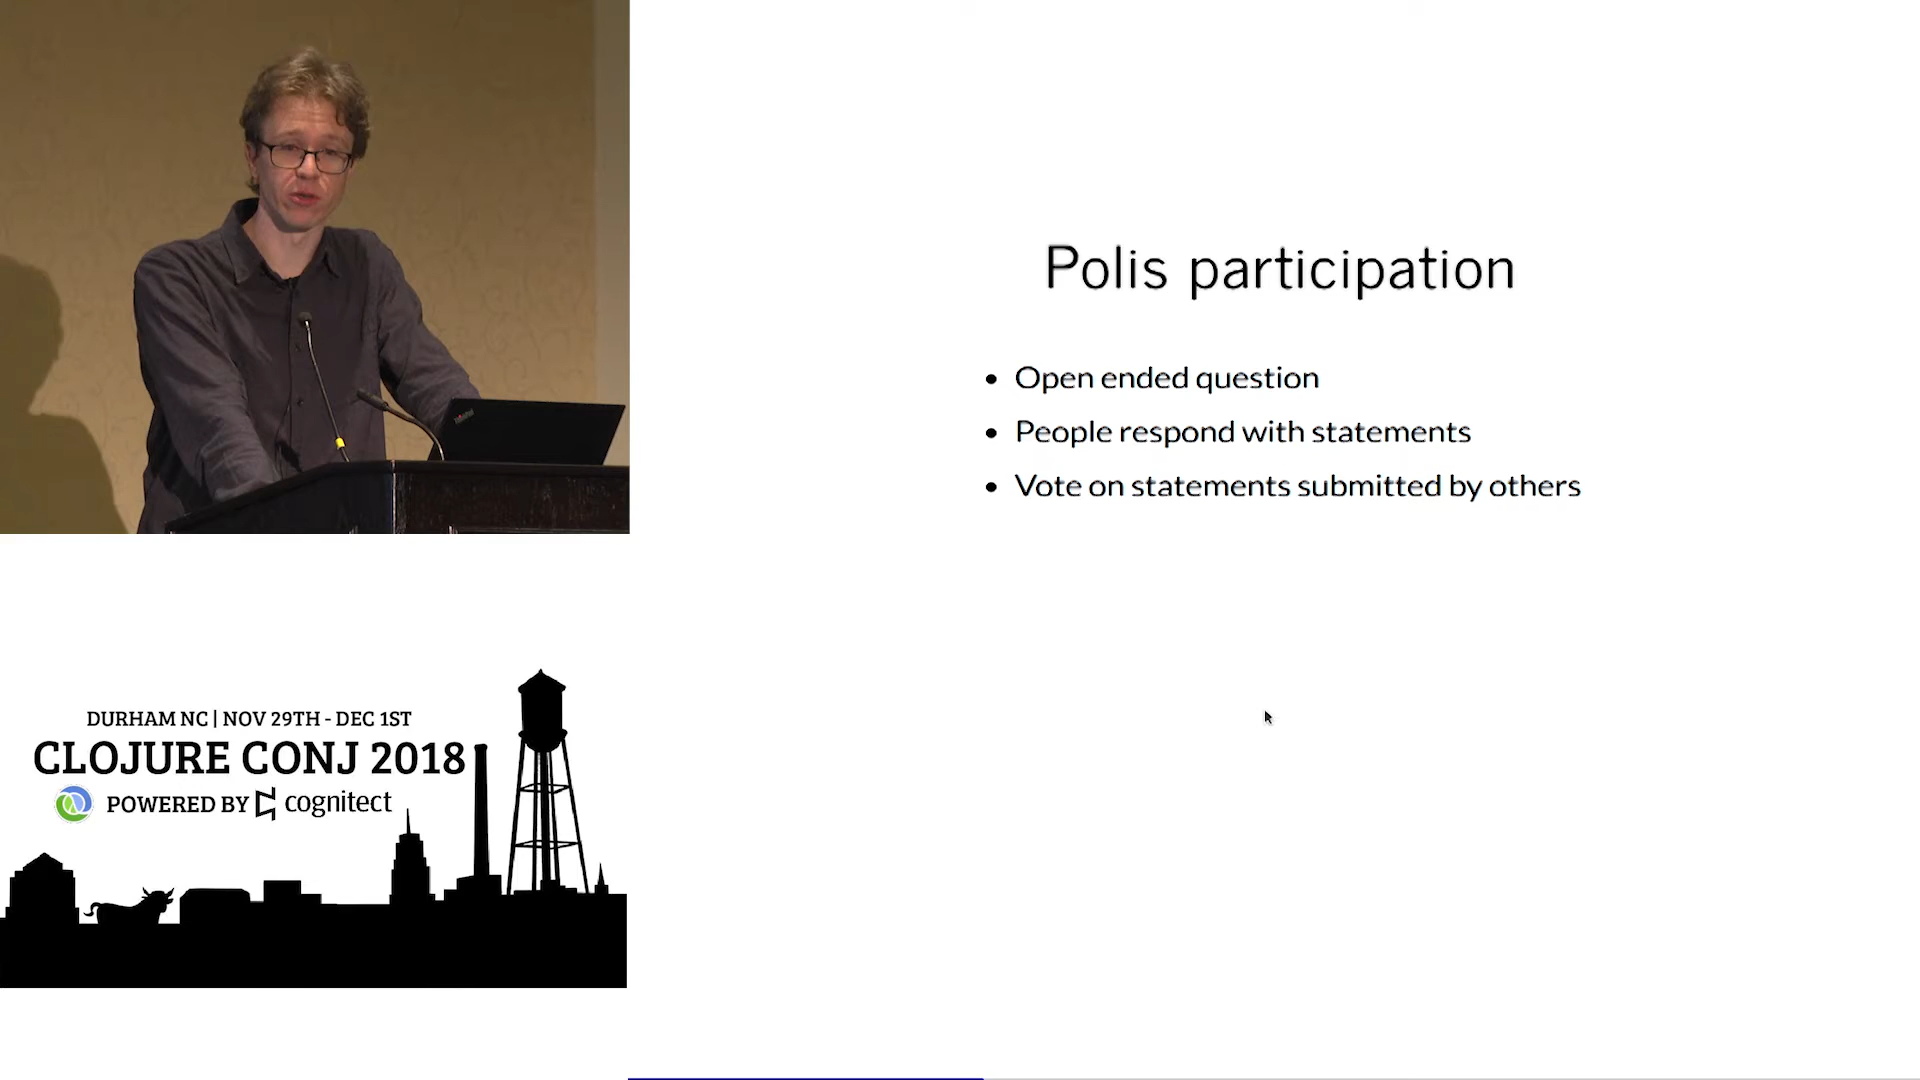 Polis participation
Open ended question
People respond with statements
Vote on statements submitted by others
ThinkPad
DURHAM NC | NOV 29TH - DEC 1ST
CLOJURE CONJ 2018
POWERED BY cognitect